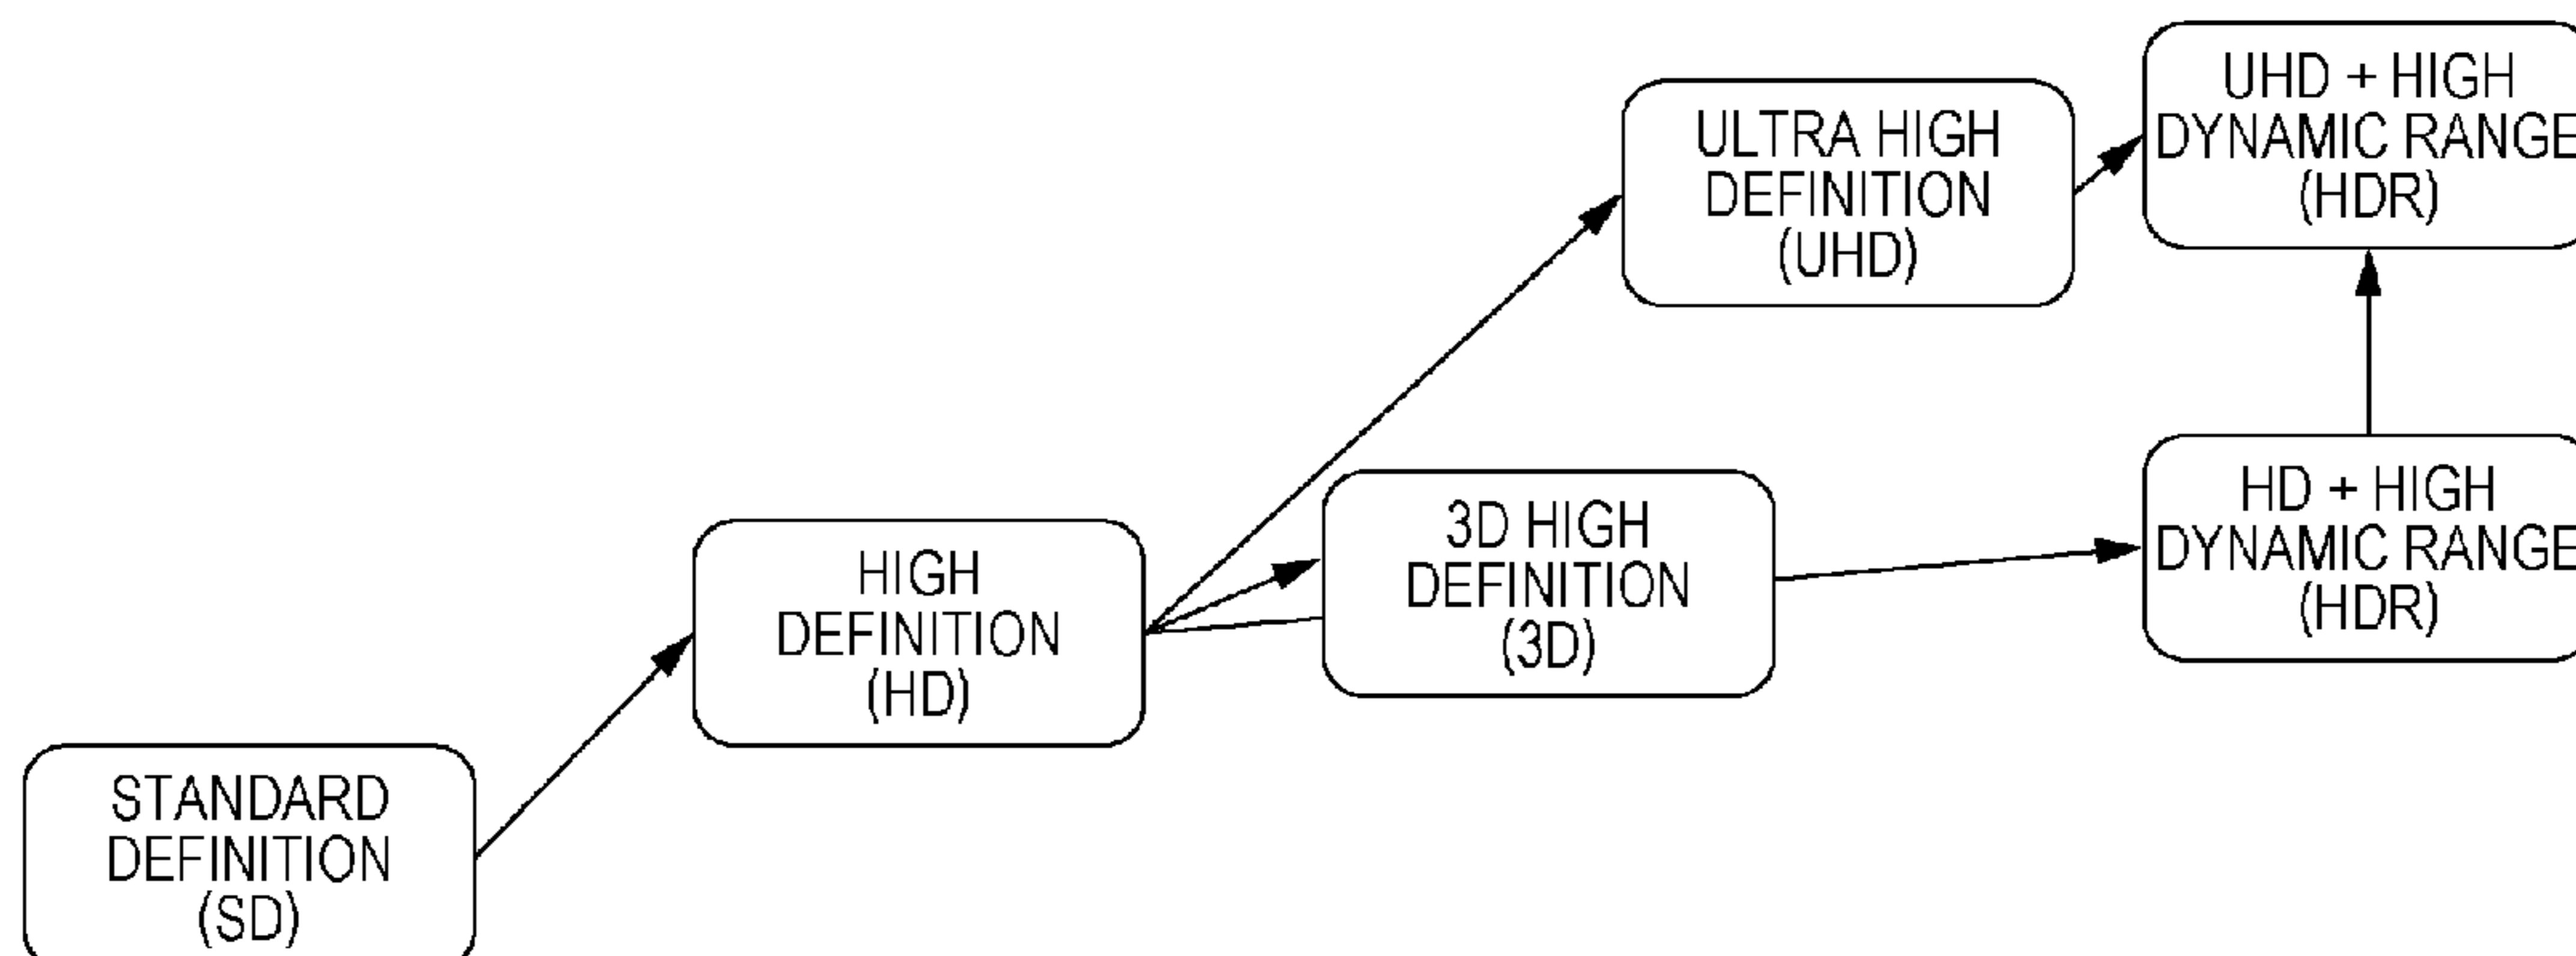 UHD + HIGH
DYNAMIC RANGE
(HDR)
ULTRA HIGH
DEFINITION
(UHD)
HD + HIGH
DYNAMIC RANGE
(HDR)
3D HIGH
DEFINITION
(3D)
HIGH
DEFINITION
(HD)
STANDARD
DEFINITION
(SD)